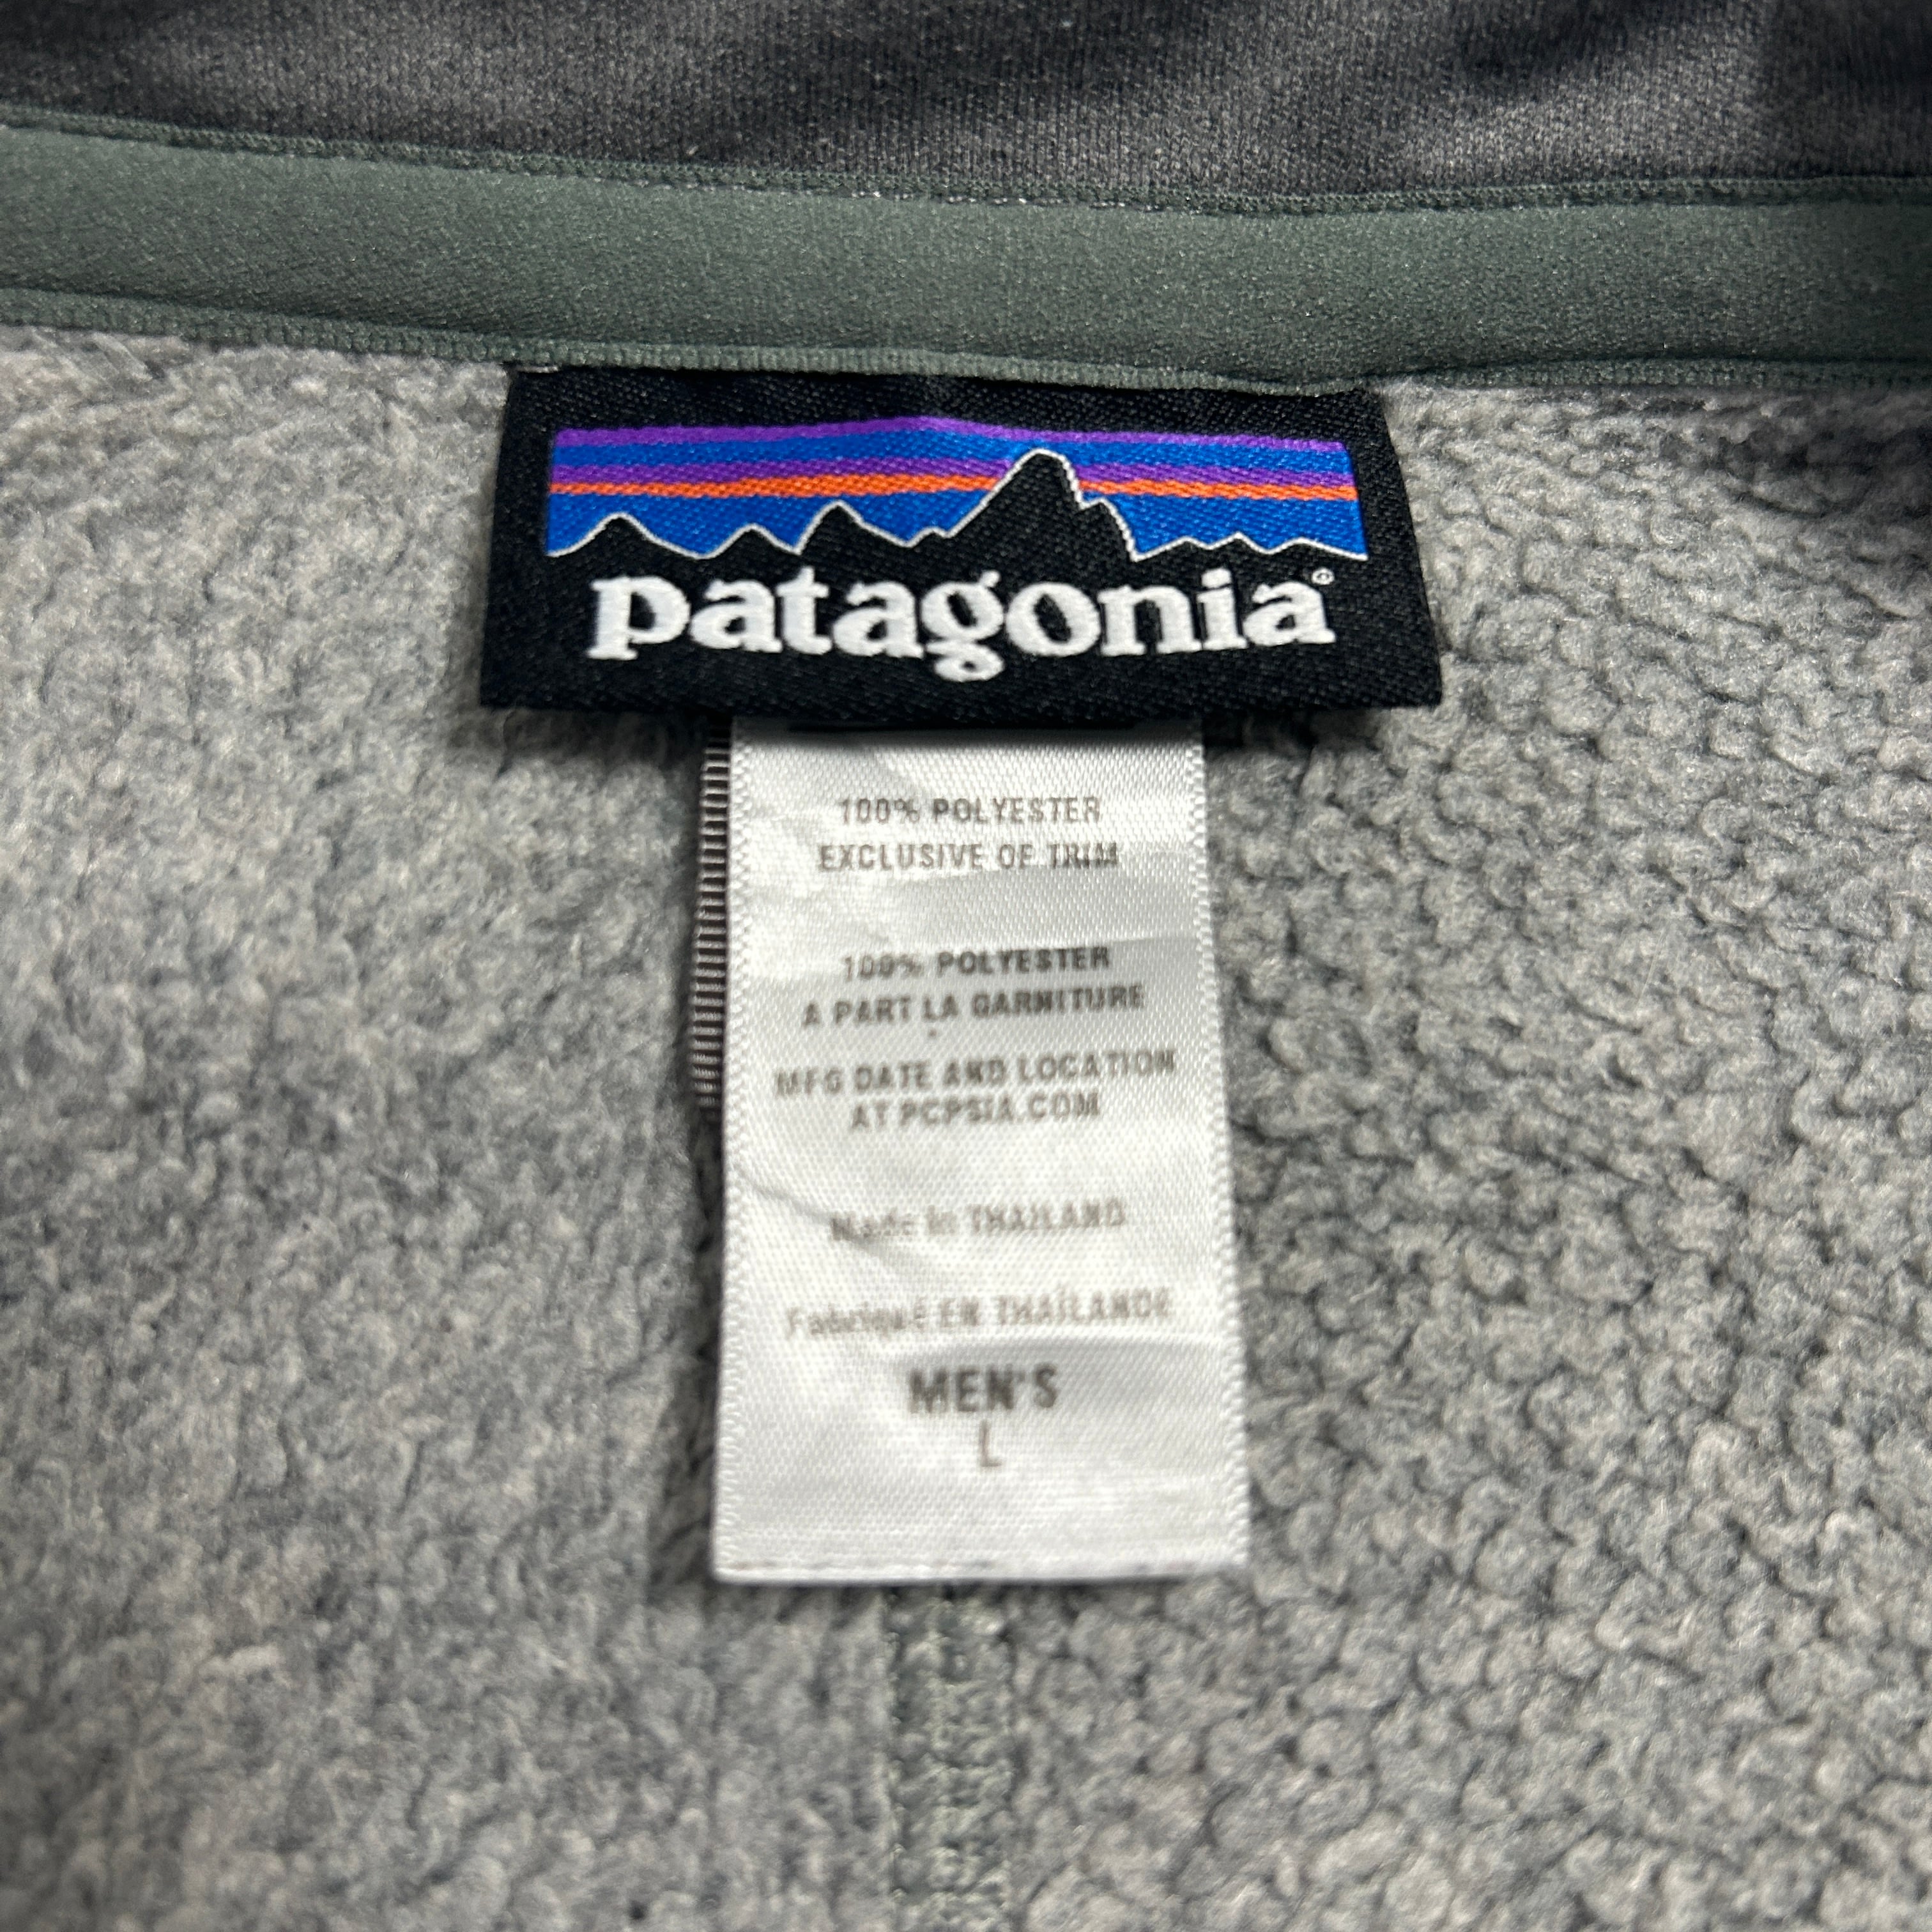 patagonia®
100% POLYESTER
EXCLUSIVE OF TRIM
100% POLYESTER
A PART LA GARNITURE
MFG DATE AND LOCATION
AT PCPSIA.COM
Made in THAILAND
Fabriqué EN THAÏLANDE
MEN'S
L